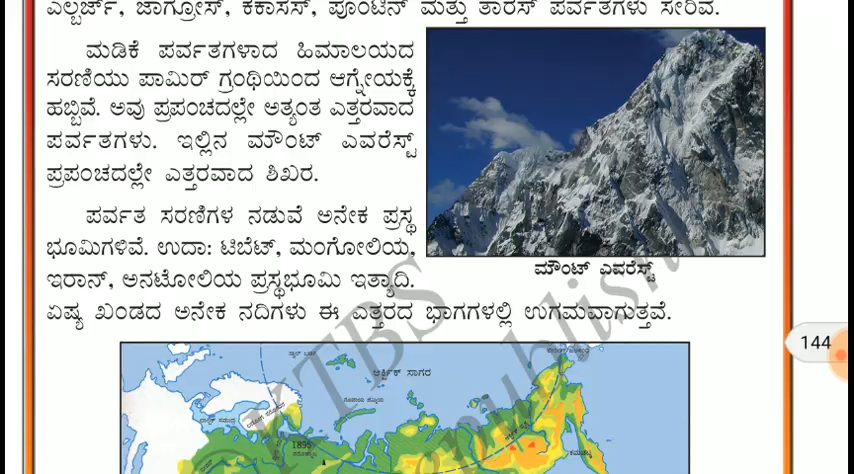 ಎಲ್ಬರ್ಜ್, ಜಾಗ್ರೋಸ್, ಕಕಾಸಸ್, ಪೊಂಟಿನ್ ಮತ್ತು ತಾರಸ್ ಪರ್ವತಗಳು ಸೇರಿವೆ.
ಮಡಿಕೆ ಪರ್ವತಗಳಾದ ಹಿಮಾಲಯದ
ಸರಣಿಯು ಪಾಮಿರ್ ಗ್ರಂಥಿಯಿಂದ ಆಗ್ನೇಯಕ್ಕೆ
ಹಬ್ಬಿವೆ. ಅವು ಪ್ರಪಂಚದಲ್ಲೇ ಅತ್ಯಂತ ಎತ್ತರವಾದ
ಪರ್ವತಗಳು. ಇಲ್ಲಿನ ಮೌಂಟ್ ಎವರೆಸ್ಟ್
ಪ್ರಪಂಚದಲ್ಲೇ ಎತ್ತರವಾದ ಶಿಖರ.
ಪರ್ವತ ಸರಣಿಗಳ ನಡುವೆ ಅನೇಕ ಪ್ರಸ್ಥ
ಭೂಮಿಗಳಿವೆ. ಉದಾ: ಟಿಬೆಟ್, ಮಂಗೋಲಿಯ,
ಇರಾನ್, ಅನಟೋಲಿಯ ಪ್ರಸ್ಥಭೂಮಿ ಇತ್ಯಾದಿ.
ಮೌಂಟ್ ಎವರೆಸ್ಟ್
ಏಷ್ಯ ಖಂಡದ ಅನೇಕ ನದಿಗಳು ಈ ಎತ್ತರದ ಭಾಗಗಳಲ್ಲಿ ಉಗಮವಾಗುತ್ತವೆ.
144
ಆರ್ಕ್ಟಿಕ್ ಸಾಗರ
1895
©KTBS